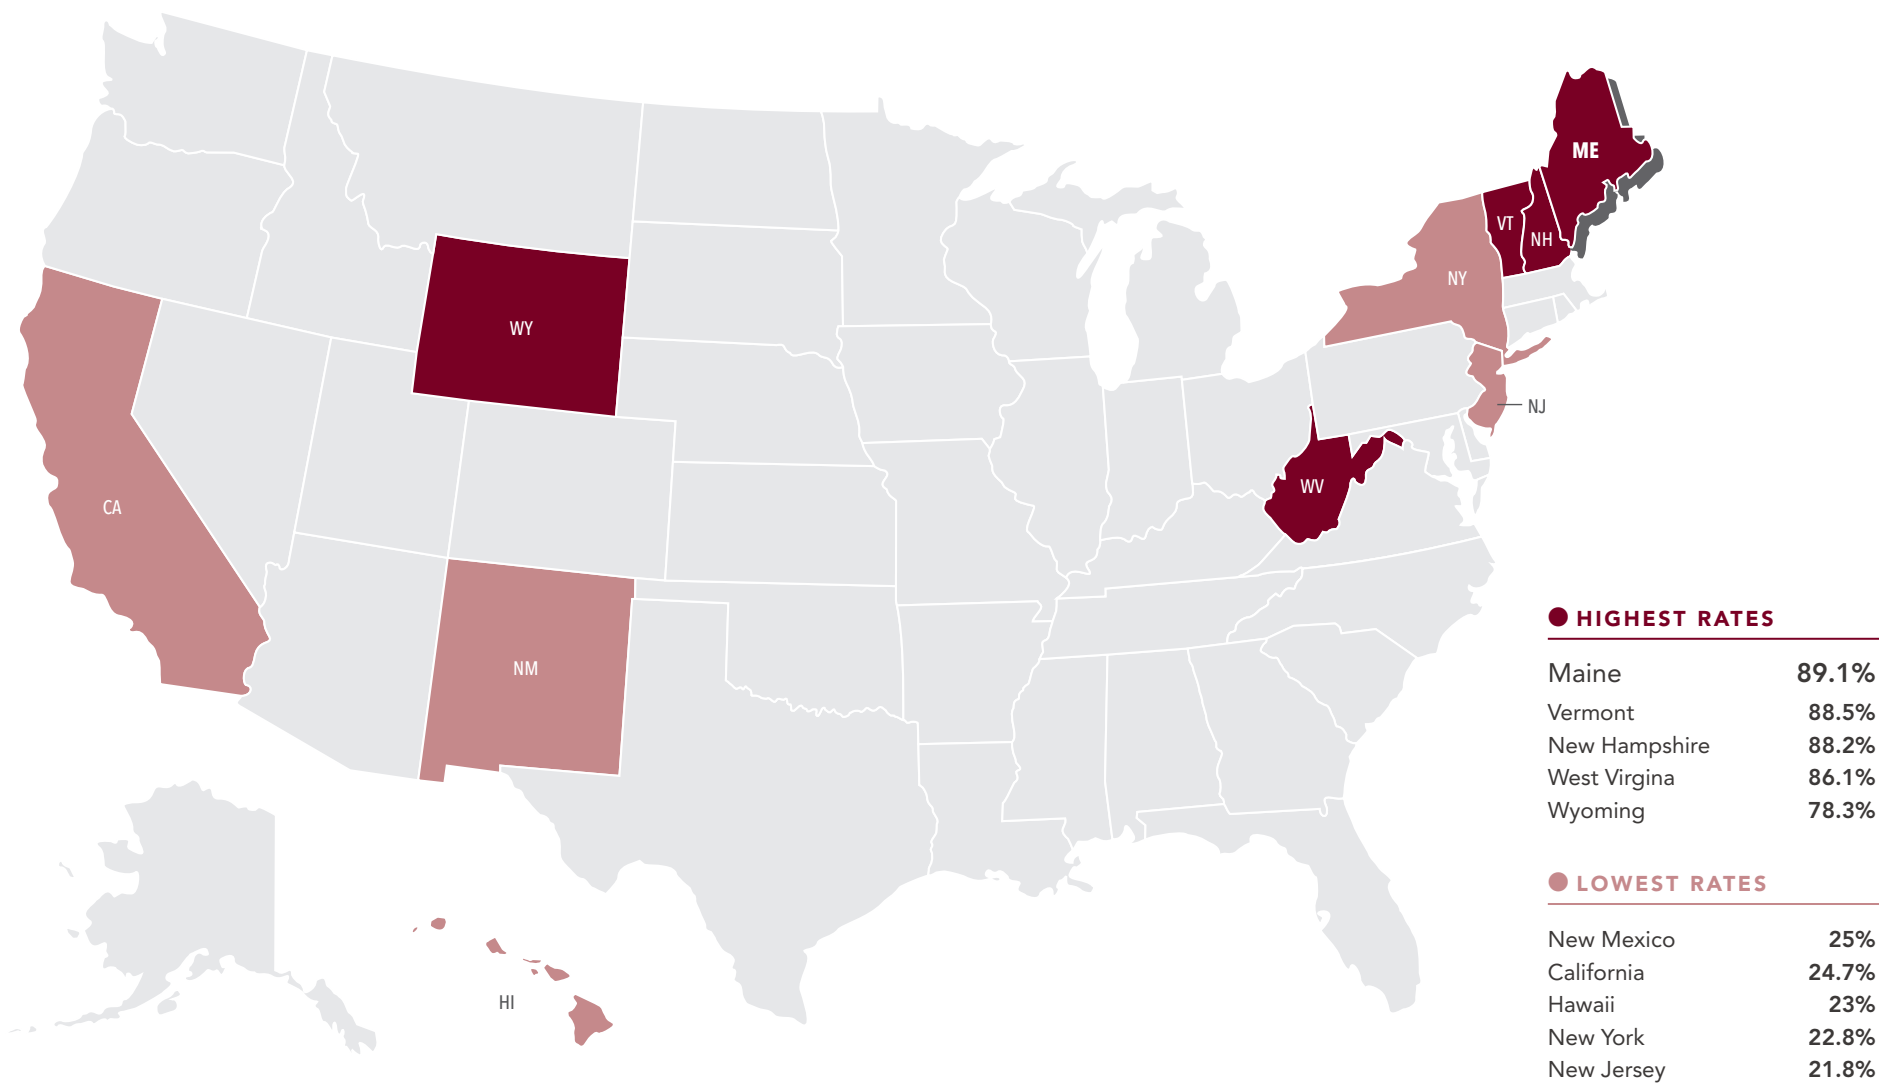 ME
VT
NH
NY
WY
NJ
WV
CA
NM
HI
HIGHEST RATES
Maine 89.1%
Vermont 88.5%
New Hampshire 88.2%
West Virgina 86.1%
Wyoming 78.3%
LOWEST RATES
New Mexico 25%
California 24.7%
Hawaii 23%
New York 22.8%
New Jersey 21.8%